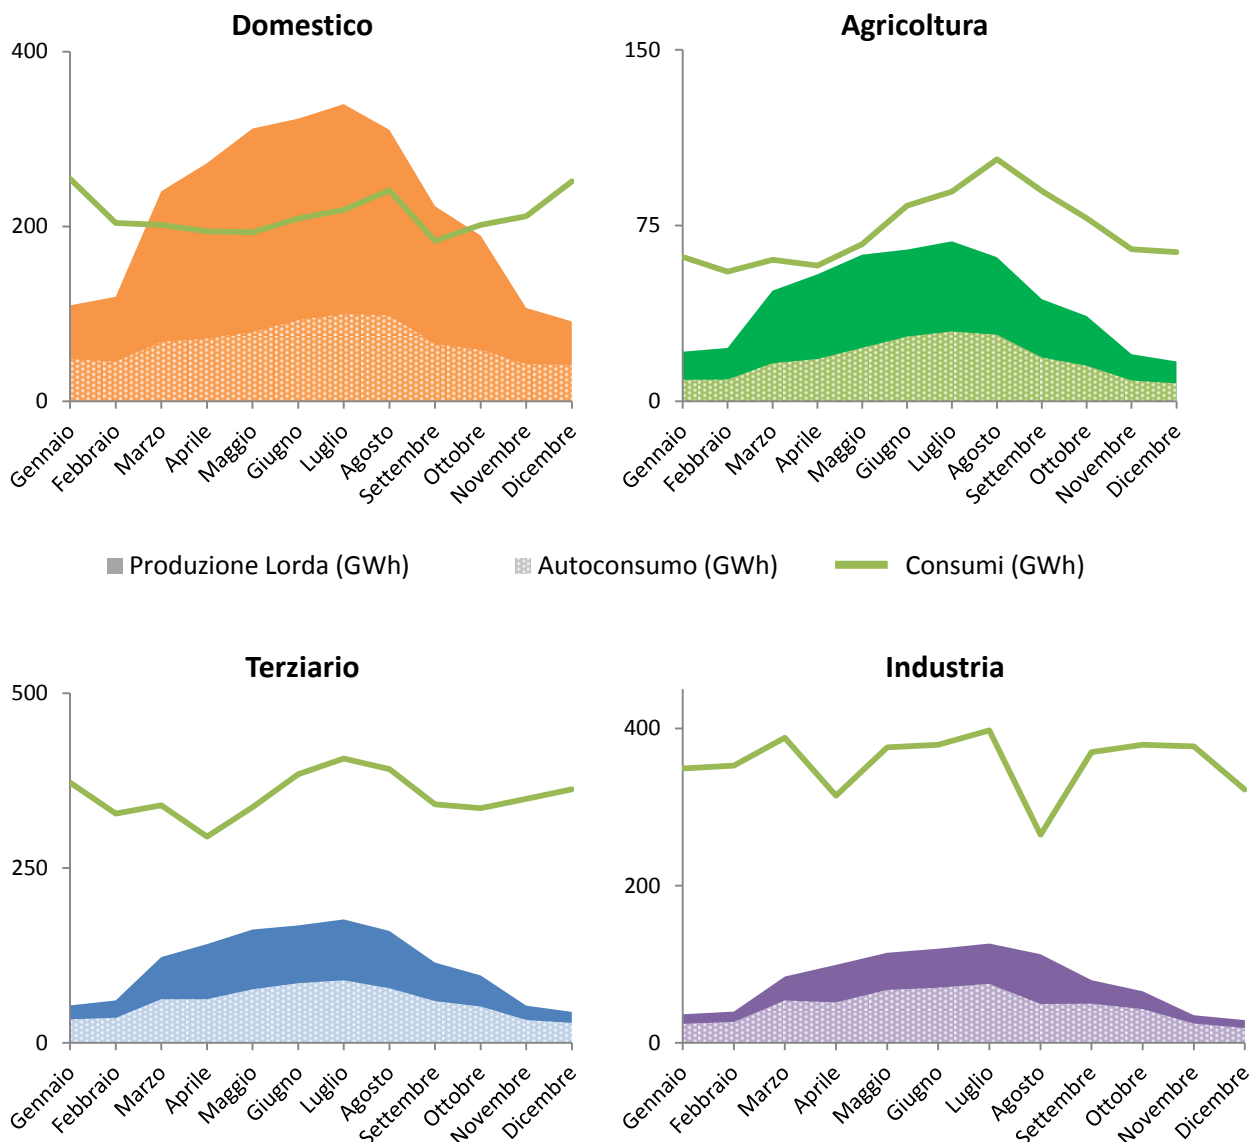 Domestico
Agricoltura
400
200
0
150
75
0
Gennaio
Febbraio
Marzo
Aprile
Maggio
Giugno
Luglio
Agosto
Settembre
Ottobre
Novembre
Dicembre
Gennaio
Febbraio
Marzo
Aprile
Maggio
Giugno
Luglio
Agosto
Settembre
Ottobre
Novembre
Dicembre
Produzione Lorda (GWh) Autoconsumo (GWh) Consumi (GWh)
Terziario
Industria
500
250
0
400
200
0
Gennaio
Febbraio
Marzo
Aprile
Maggio
Giugno
Luglio
Agosto
Settembre
Ottobre
Novembre
Dicembre
Gennaio
Febbraio
Marzo
Aprile
Maggio
Giugno
Luglio
Agosto
Settembre
Ottobre
Novembre
Dicembre